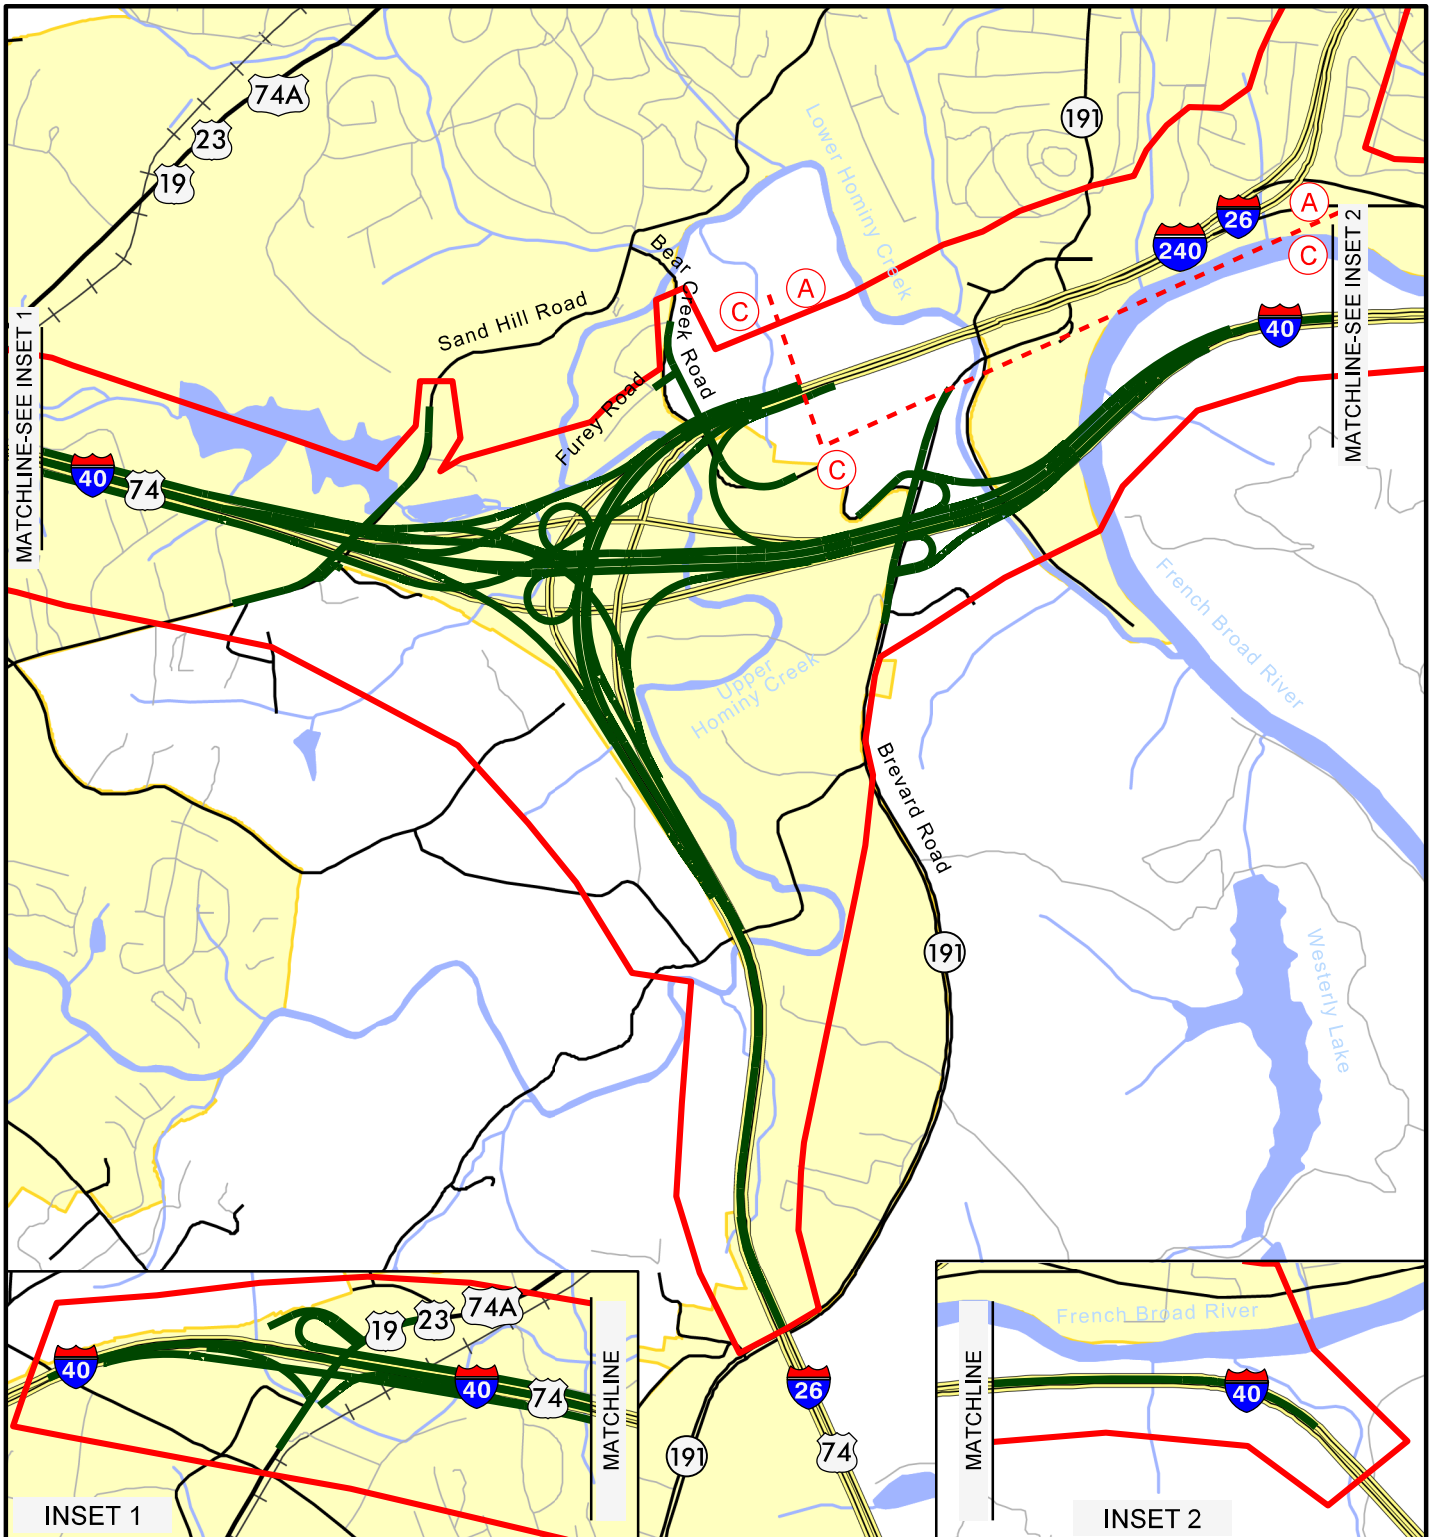 74A
23
19
191
Lower Hominy Creek
26
240
A
C
MATCHLINE-SEE INSET 2
Bear Creek Road
A
C
40
Sand Hill Road
MATCHLINE-SEE INSET 1
Furey Road
C
40
74
French Broad River
Upper
Hominy Creek
Brevard Road
191
Westerly Lake
74A
23
19
40
40
74
MATCHLINE
INSET 1
26
74
191
French Broad River
MATCHLINE
40
INSET 2